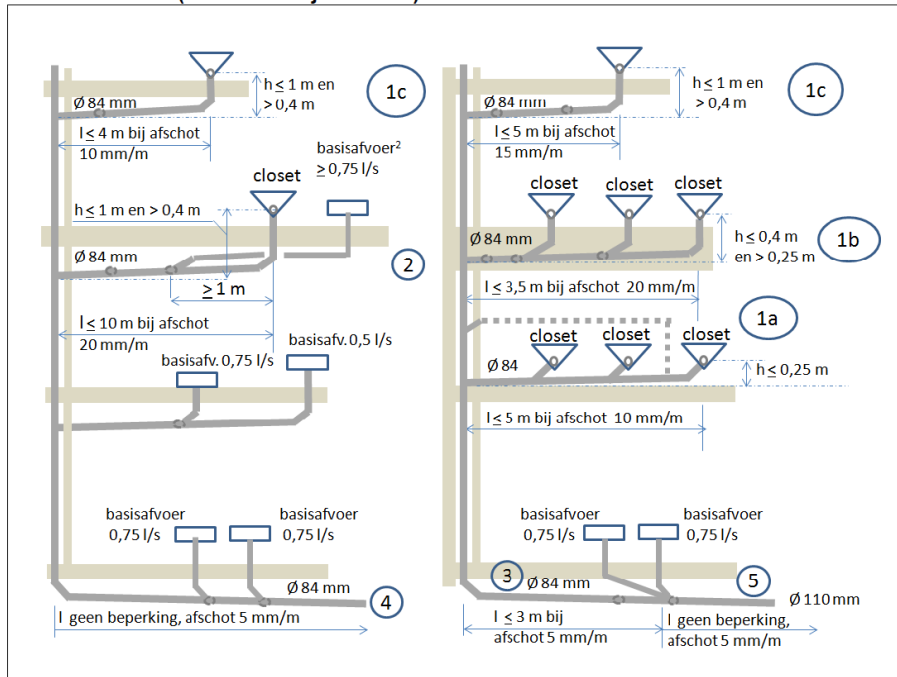 h ≤ 1 m en
> 0,4 m
1c
Ø 84 mm
l ≤ 4 m bij afschot
10 mm/m
basisafvoer²
≥ 0,75 l/s
closet
h ≤ 1 m en > 0,4 m
Ø 84 mm
2
≥ 1 m
l ≤ 10 m bij afschot
20 mm/m
basisafv. 0,75 l/s
basisafv. 0,5 l/s
basisafvoer
0,75 l/s
basisafvoer
0,75 l/s
Ø 84 mm
4
l geen beperking, afschot 5 mm/m
h ≤ 1 m en
> 0,4 m
1c
Ø 84 mm
l ≤ 5 m bij afschot
15 mm/m
closet
closet
closet
Ø 84 mm
h ≤ 0,4 m
en > 0,25 m
1b
l ≤ 3,5 m bij afschot 20 mm/m
1a
closet
closet
closet
Ø 84
h ≤ 0,25 m
l ≤ 5 m bij afschot 10 mm/m
basisafvoer
0,75 l/s
basisafvoer
0,75 l/s
3
Ø 84 mm
5
Ø 110 mm
l ≤ 3 m bij
afschot 5 mm/m
l geen beperking,
afschot 5 mm/m